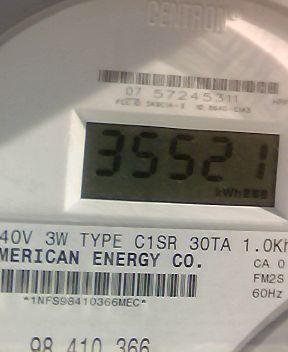 CENTRON
07 57245311
35521
kWh
40V 3W TYPE C1SR 30TA 1.0Kh
MERICAN ENERGY CO.
CA 0
FM2S
60Hz
*1NFS98410366MEC*
98 410 366